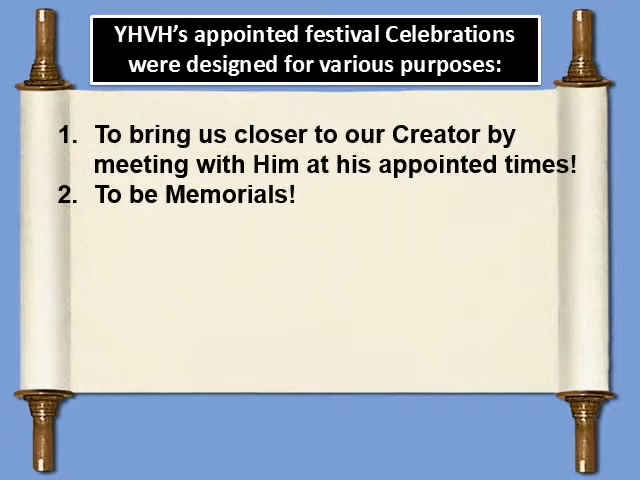 YHVH's appointed festival Celebrations
were designed for various purposes:
1. To bring us closer to our Creator by
meeting with Him at his appointed times!
2. To be Memorials!